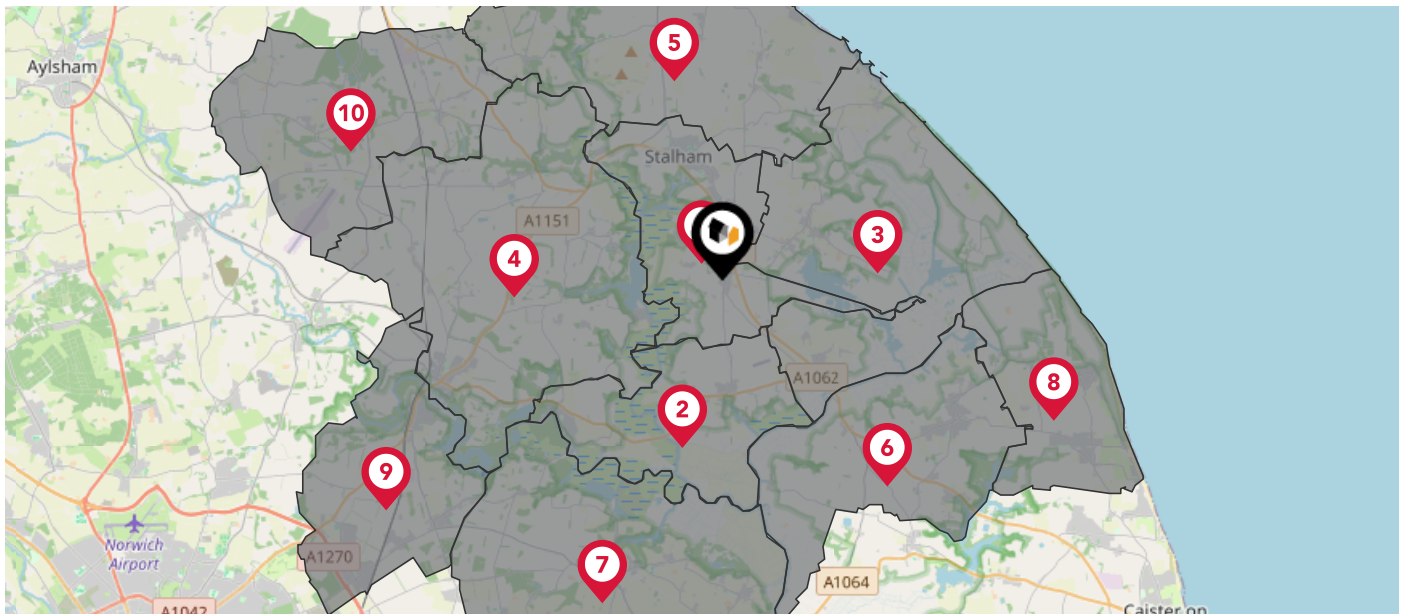 5
Aylsham
10
Stalham
A1151
3
4
A1062
8
2
6
9
Norwich
Airport
A1270
7
A1064
A1042
Caister on